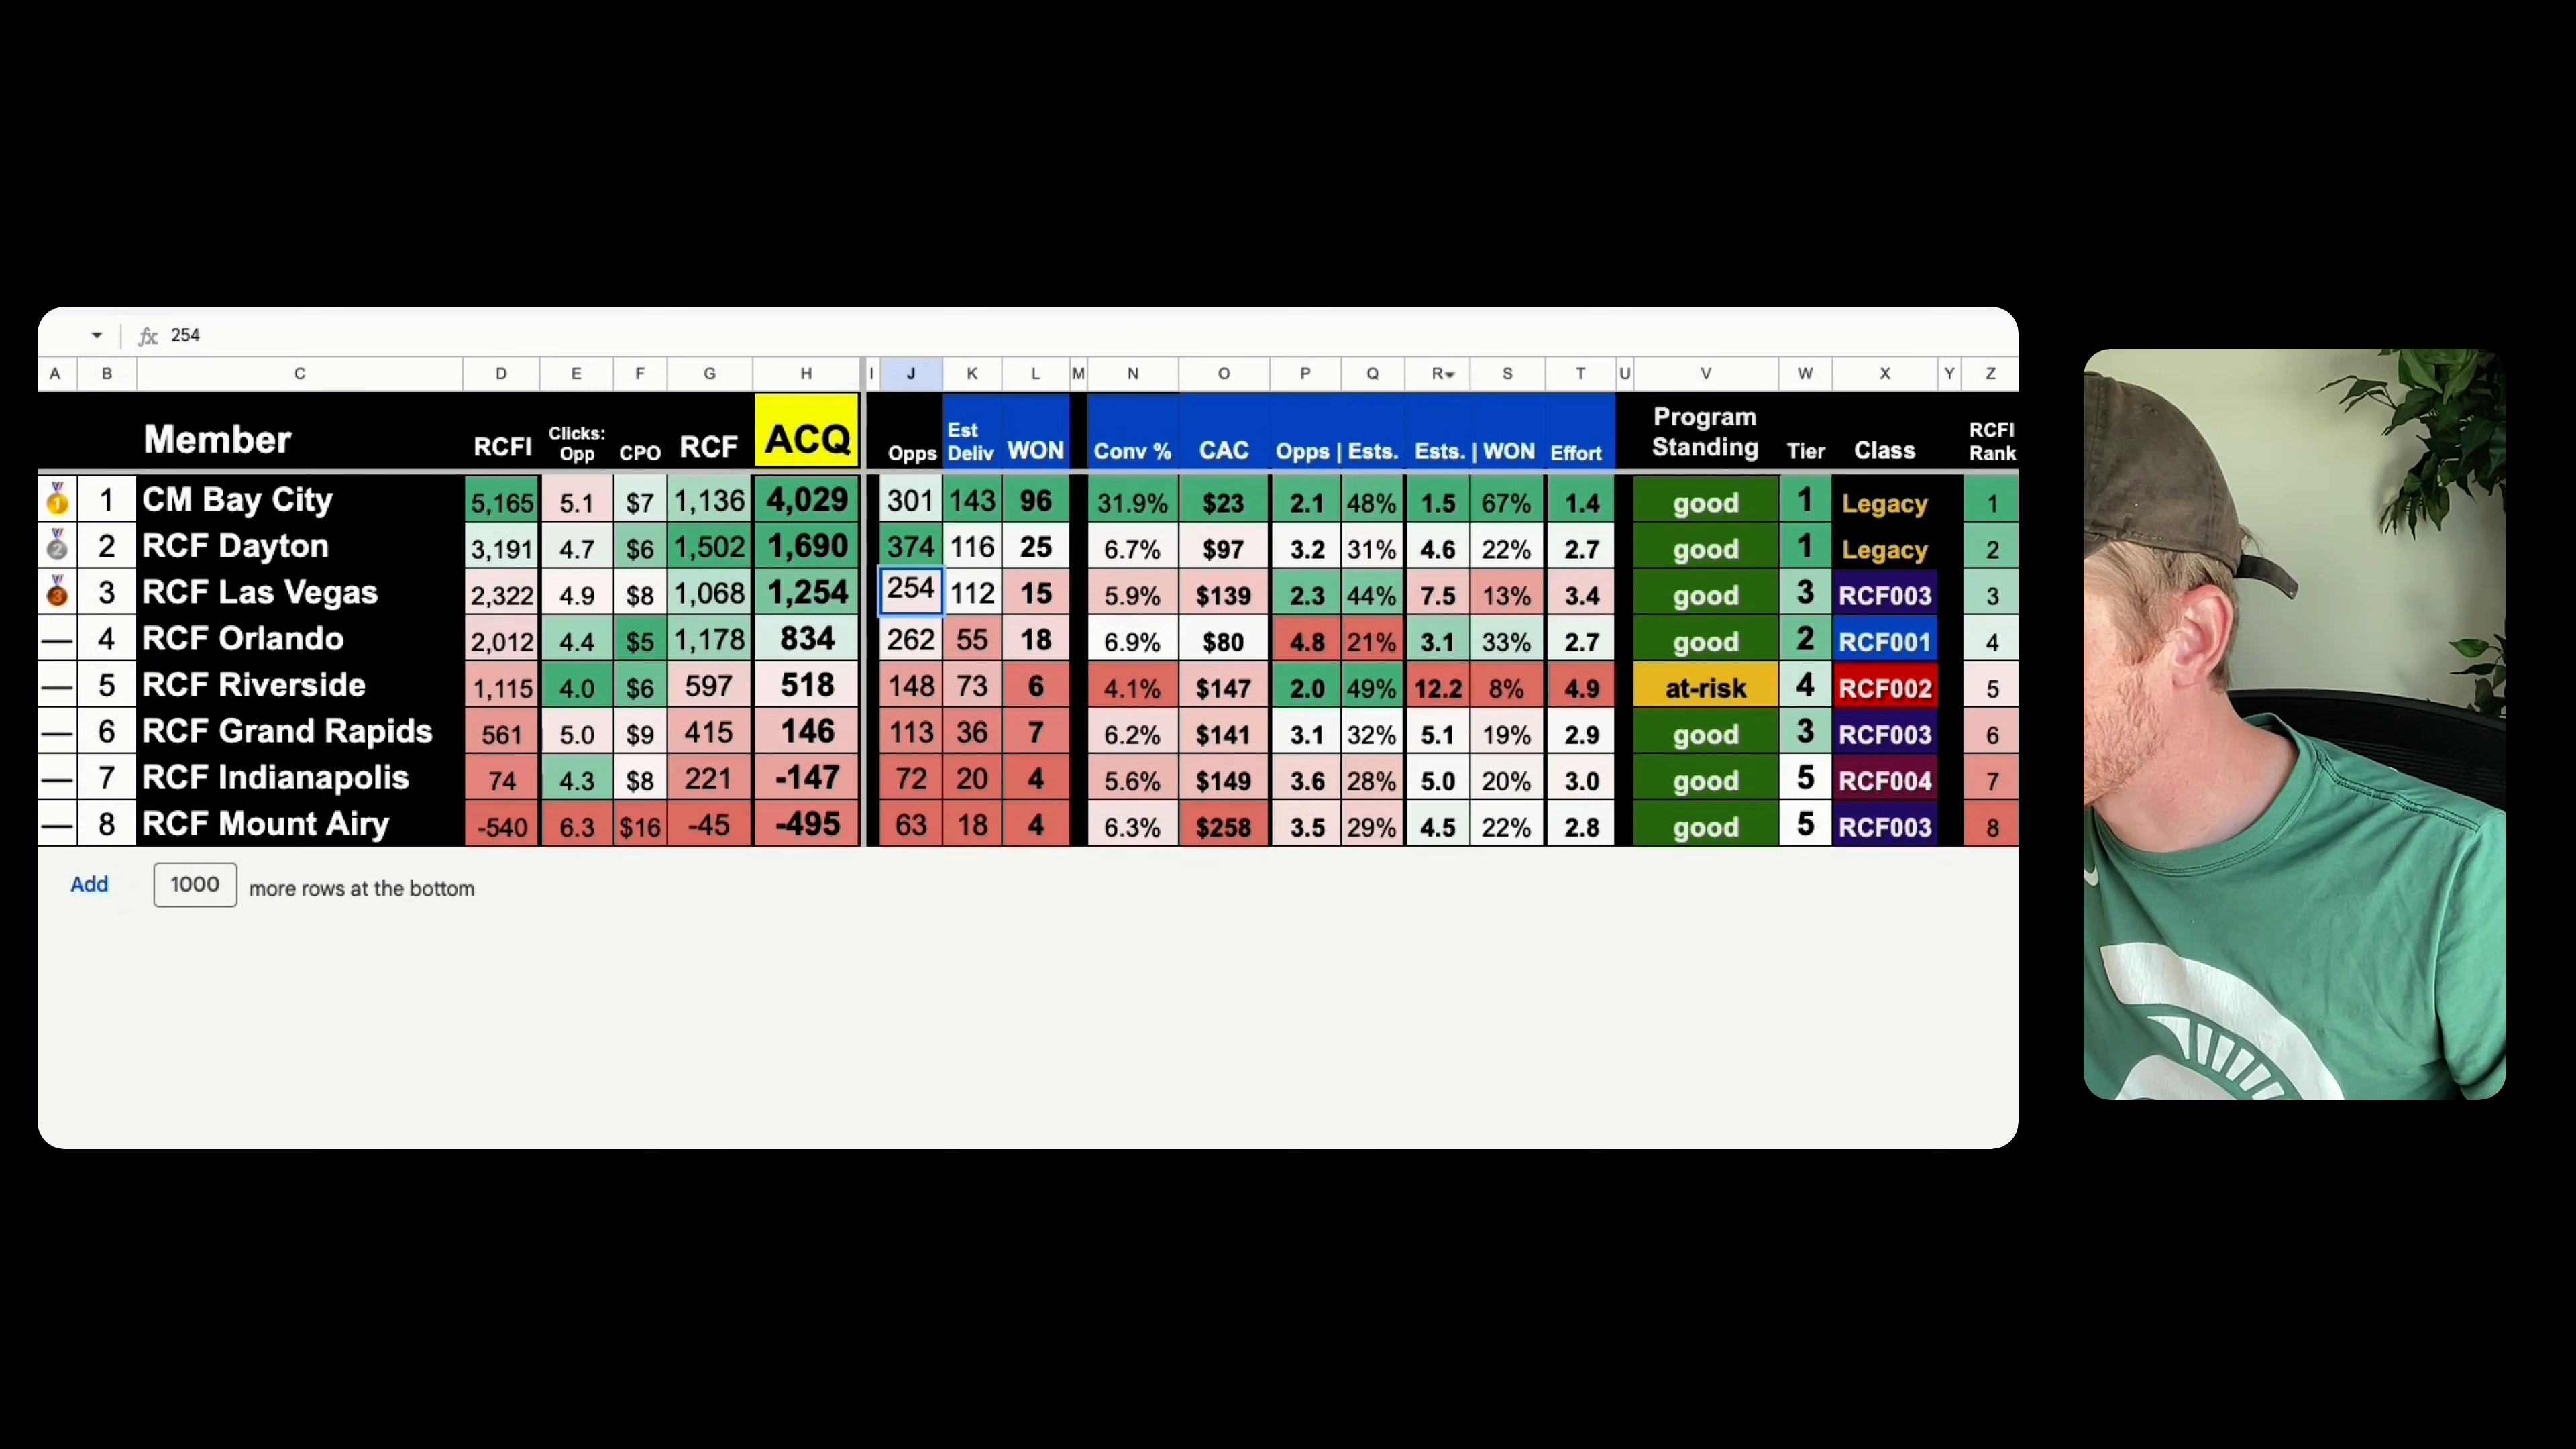 fx 254
A B C D E F G H I J K L M N O P Q R S T U V W X Y Z
Member RCFI Clicks: Opp CPO RCF ACQ Opps Est Deliv WON Conv % CAC Opps | Ests. Ests. | WON Effort Program Standing Tier Class RCFI Rank
1 1 CM Bay City 5,165 5.1 $7 1,136 4,029 301 143 96 31.9% $23 2.1 48% 1.5 67% 1.4 good 1 Legacy 1
2 2 RCF Dayton 3,191 4.7 $6 1,502 1,690 374 116 25 6.7% $97 3.2 31% 4.6 22% 2.7 good 1 Legacy 2
3 3 RCF Las Vegas 2,322 4.9 $8 1,068 1,254 254 112 15 5.9% $139 2.3 44% 7.5 13% 3.4 good 3 RCF003 3
— 4 RCF Orlando 2,012 4.4 $5 1,178 834 262 55 18 6.9% $80 4.8 21% 3.1 33% 2.7 good 2 RCF001 4
— 5 RCF Riverside 1,115 4.0 $6 597 518 148 73 6 4.1% $147 2.0 49% 12.2 8% 4.9 at-risk 4 RCF002 5
— 6 RCF Grand Rapids 561 5.0 $9 415 146 113 36 7 6.2% $141 3.1 32% 5.1 19% 2.9 good 3 RCF003 6
— 7 RCF Indianapolis 74 4.3 $8 221 -147 72 20 4 5.6% $149 3.6 28% 5.0 20% 3.0 good 5 RCF004 7
— 8 RCF Mount Airy -540 6.3 $16 -45 -495 63 18 4 6.3% $258 3.5 29% 4.5 22% 2.8 good 5 RCF003 8
Add 1000 more rows at the bottom